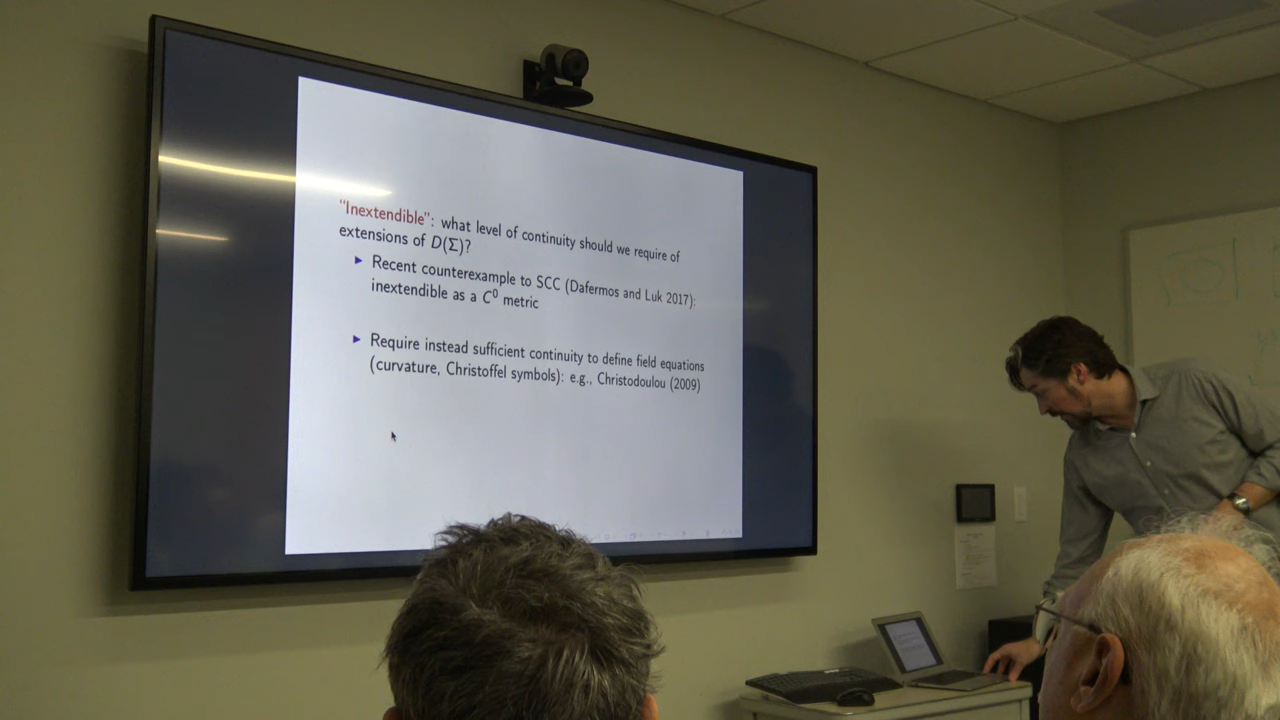 "Inextendible": what level of continuity should we require of
extensions of D(Σ)?
▶ Recent counterexample to SCC (Dafermos and Luk 2017):
inextendible as a C⁰ metric
▶ Require instead sufficient continuity to define field equations
(curvature, Christoffel symbols): e.g., Christodoulou (2009)